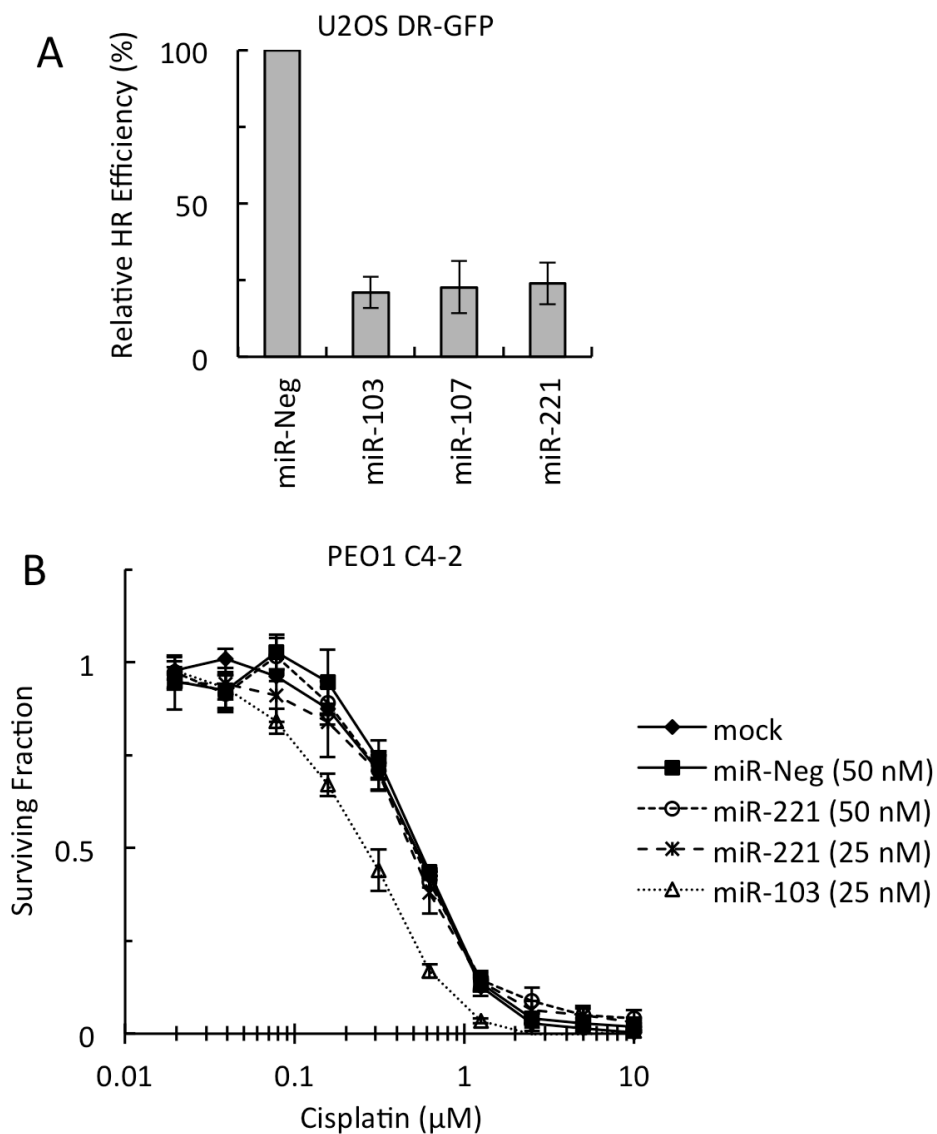 A
U2OS DR-GFP
Relative HR Efficiency (%)
100
50
0
miR-Neg
miR-103
miR-107
miR-221
B
PEO1 C4-2
Surviving Fraction
1
0.5
0
0.01
0.1
1
10
Cisplatin (µM)
mock
miR-Neg (50 nM)
miR-221 (50 nM)
miR-221 (25 nM)
miR-103 (25 nM)